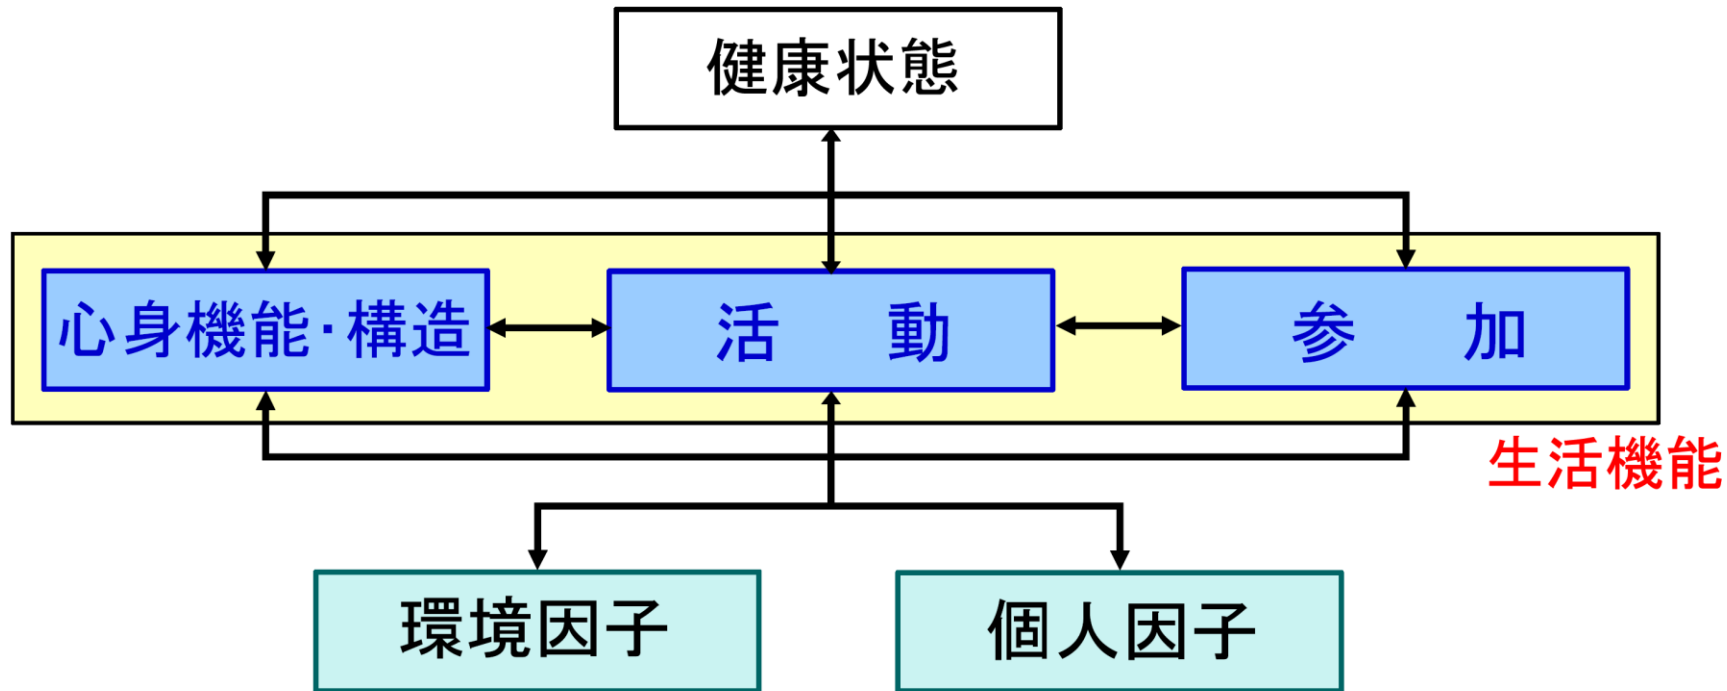 健康状態
心身機能・構造
活 動
参 加
生活機能
環境因子
個人因子